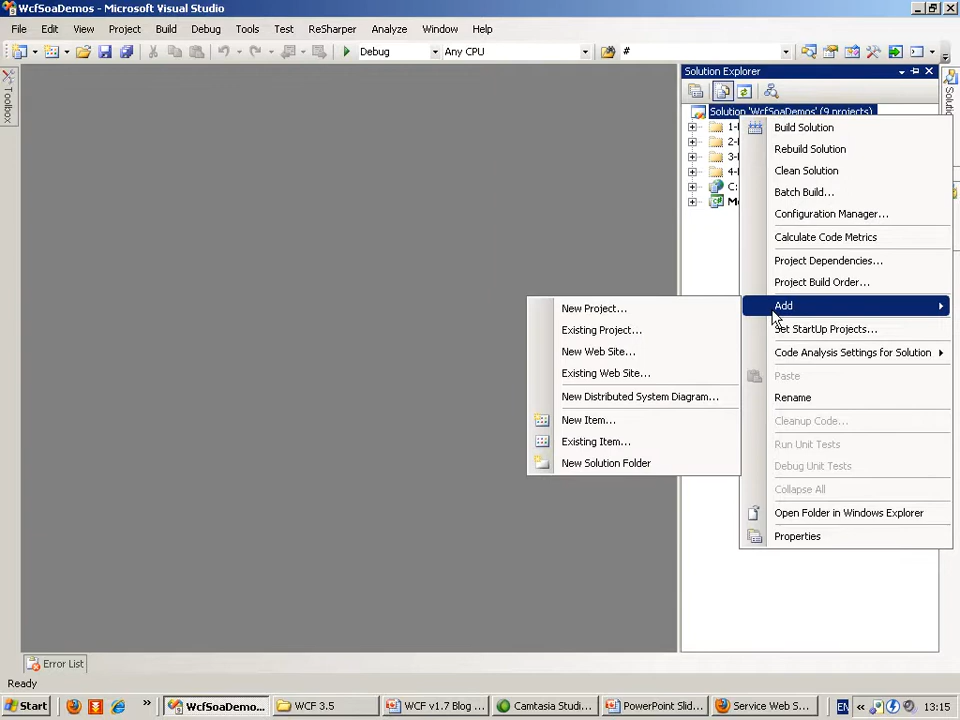 WcfSoaDemos - Microsoft Visual Studio
File Edit View Project Build Debug Tools Test ReSharper Analyze Window Help
Debug Any CPU #
Toolbox
Solution Explorer
Solution 'WcfSoaDemos' (9 projects)
1-
2-
3-
4-
C:
Build Solution
Rebuild Solution
Clean Solution
Batch Build...
Configuration Manager...
Calculate Code Metrics
Project Dependencies...
Project Build Order...
Add
Set StartUp Projects...
Code Analysis Settings for Solution
Paste
Rename
Cleanup Code...
Run Unit Tests
Debug Unit Tests
Collapse All
Open Folder in Windows Explorer
Properties
New Project...
Existing Project...
New Web Site...
Existing Web Site...
New Distributed System Diagram...
New Item...
Existing Item...
New Solution Folder
Error List
Ready
Start » WcfSoaDemo... WCF 3.5 WCF v1.7 Blog ... Camtasia Studi... PowerPoint Slid... Service Web S... EN « 13:15